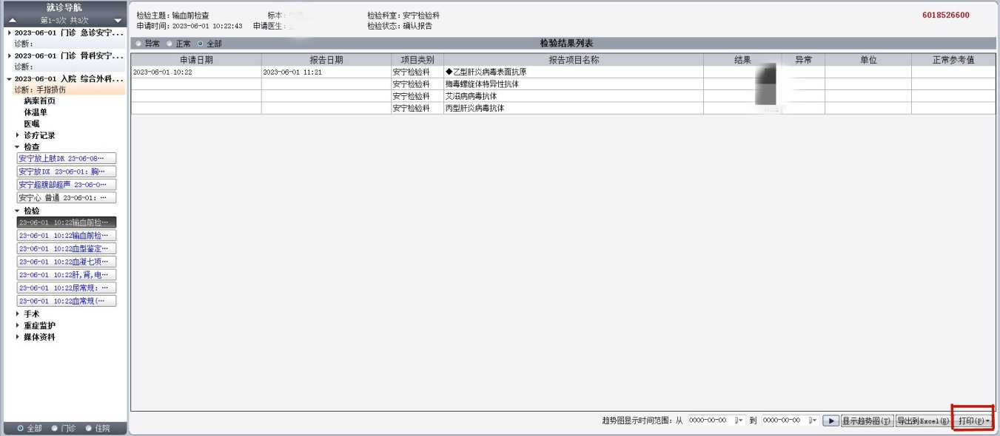 就诊导航
第1-3次 共3次
2023-06-01 门诊 急诊安宁...
诊断:
2023-06-01 门诊 骨科安宁...
诊断:
2023-06-01 入院 综合外科...
诊断: 手指损伤
病案首页
体温单
医嘱
诊疗记录
检查
安宁放上肢DR 23-06-08…
安宁放DX 23-06-01: 胸…
安宁超腹部超声 23-06-0…
安宁心 普通 23-06-01: …
检验
23-06-01 10:22输血前检…
23-06-01 10:22输血前检…
23-06-01 10:22血型鉴定…
23-06-01 10:22血凝七项…
23-06-01 10:22肝,肾,电…
23-06-01 10:22尿常规: …
23-06-01 10:22血常规(…
手术
重症监护
媒体资料
全部 门诊 住院
检验主题: 输血前检查 标本: 检验科室: 安宁检验科 6018526600
申请时间: 2023-06-01 10:22:43 申请医生: 检验状态: 确认报告
异常 正常 全部 检验结果列表
申请日期 报告日期 项目类别 报告项目名称 结果 异常 单位 正常参考值
2023-06-01 10:22 2023-06-01 11:21 安宁检验科 ◆乙型肝炎病毒表面抗原
安宁检验科 梅毒螺旋体特异性抗体
安宁检验科 艾滋病病毒抗体
安宁检验科 丙型肝炎病毒抗体
趋势图显示时间范围: 从 0000-00-00 到 0000-00-00 显示趋势图(T) 导出到Excel(E) 打印(P)